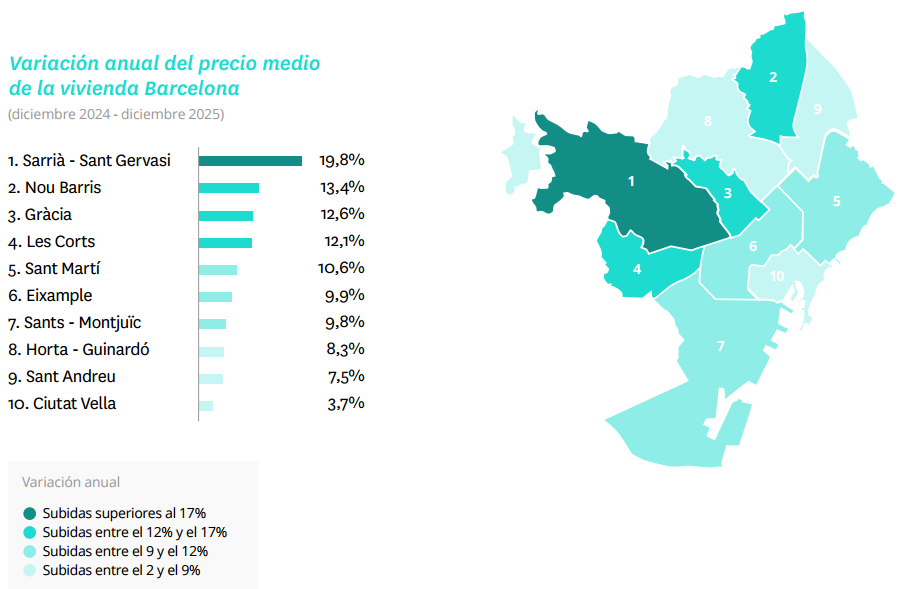 Variación anual del precio medio
de la vivienda Barcelona
(diciembre 2024 - diciembre 2025)
1. Sarrià - Sant Gervasi 19,8%
2. Nou Barris 13,4%
3. Gràcia 12,6%
4. Les Corts 12,1%
5. Sant Martí 10,6%
6. Eixample 9,9%
7. Sants - Montjuïc 9,8%
8. Horta - Guinardó 8,3%
9. Sant Andreu 7,5%
10. Ciutat Vella 3,7%
Variación anual
Subidas superiores al 17%
Subidas entre el 12% y el 17%
Subidas entre el 9 y el 12%
Subidas entre el 2 y el 9%
2
9
8
1
3
5
6
4
10
7